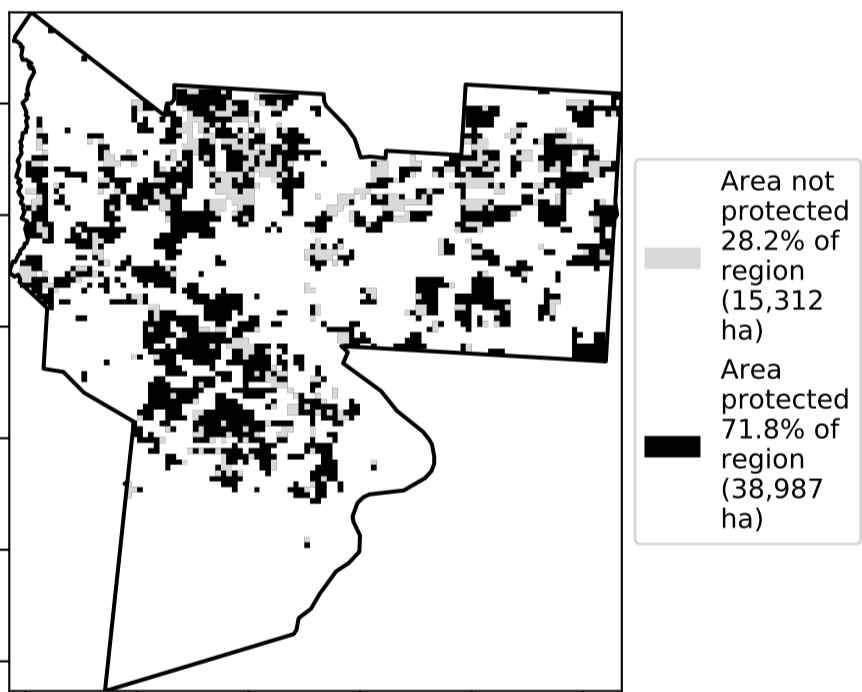 Area not
protected
28.2% of
region
(15,312
ha)
Area
protected
71.8% of
region
(38,987
ha)